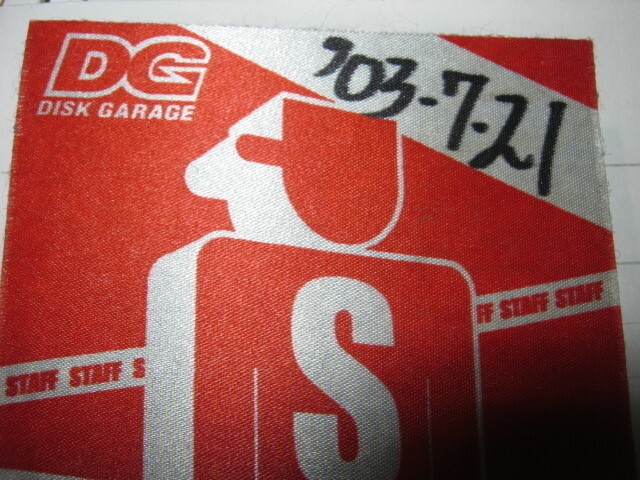 DG
DISK GARAGE
'03-7-21
STAFF STAFF S
FF STAFF STAFF
S